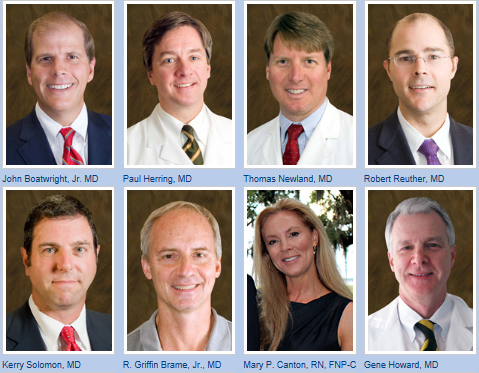 John Boatwright, Jr. MD
Paul Herring, MD
Thomas Newland, MD
Robert Reuther, MD
Kerry Solomon, MD
R. Griffin Brame, Jr., MD
Mary P. Canton, RN, FNP-C
Gene Howard, MD